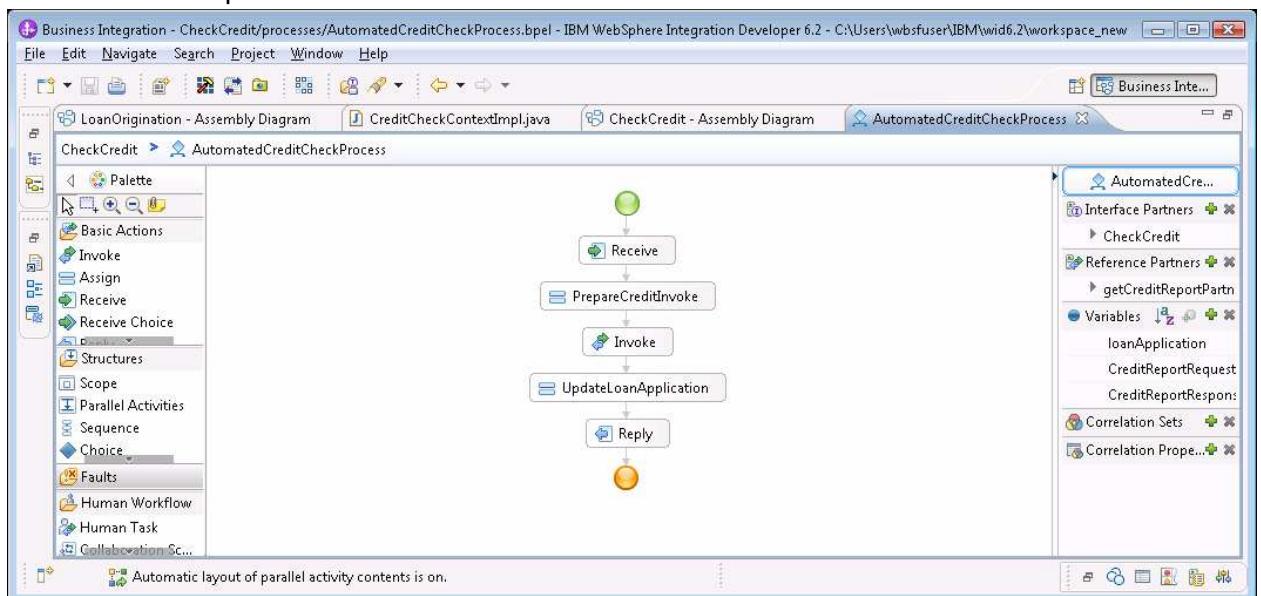 Business Integration - CheckCredit/processes/AutomatedCreditCheckProcess.bpel - IBM WebSphere Integration Developer 6.2 - C:\Users\wbsfuser\IBM\wid6.2\workspace_new
File Edit Navigate Search Project Window Help
Business Inte...
LoanOrigination - Assembly Diagram CreditCheckContextImpl.java CheckCredit - Assembly Diagram AutomatedCreditCheckProcess
CheckCredit AutomatedCreditCheckProcess
Palette
Basic Actions
Invoke
Assign
Receive
Receive Choice
Structures
Scope
Parallel Activities
Sequence
Choice
Faults
Human Workflow
Human Task
Collaboration Sc...
Receive
PrepareCreditInvoke
Invoke
UpdateLoanApplication
Reply
AutomatedCre...
Interface Partners
CheckCredit
Reference Partners
getCreditReportPartn
Variables
loanApplication
CreditReportRequest
CreditReportRespons
Correlation Sets
Correlation Prope...
Automatic layout of parallel activity contents is on.